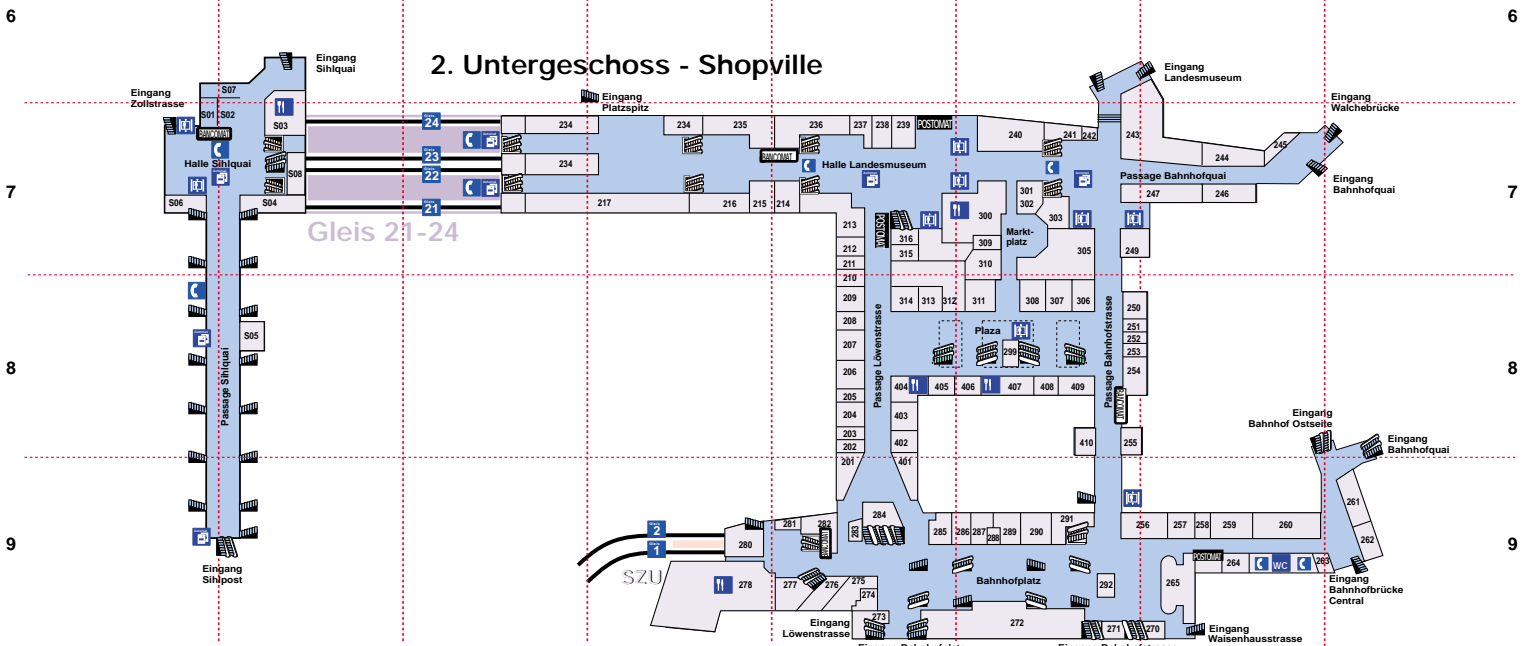 6
6
2. Untergeschoss - Shopville
Eingang
Sihlquai
Eingang
Landesmuseum
Eingang
Zollstrasse
Eingang
Platzspitz
Eingang
Walchebrücke
S07
S01
S02
BANCOMAT
S03
Halle Sihlquai
S08
S06
S04
24
23
22
21
Gleis 21-24
234
234
235
236
237
238
239
POSTOMAT
240
241
242
243
244
245
234
BANCOMAT
Halle Landesmuseum
Passage Bahnhofquai
Eingang
Bahnhofquai
7
7
217
216
215
214
213
212
211
210
209
208
207
206
205
204
203
202
201
POSTOMAT
316
315
300
309
310
301
302
303
Markt-
platz
305
247
246
249
314
313
312
311
308
307
306
250
251
252
253
254
Plaza
299
Passage Löwenstrasse
Passage Bahnhofstrasse
Passage Sihlquai
S05
8
8
404
405
406
407
408
409
403
402
401
410
255
BANCOMAT
Eingang
Bahnhof Ostseite
Eingang
Bahnhofquai
9
9
Eingang
Sihlpost
2
1
SZU
280
281
282
BANCOMAT
283
284
285
286
287
288
289
290
291
256
257
258
259
260
261
262
263
POSTOMAT
264
WC
265
Bahnhofplatz
292
278
277
276
275
274
273
272
271
270
Eingang
Löwenstrasse
Eingang
Bahnhofbrücke
Central
Eingang
Waisenhausstrasse